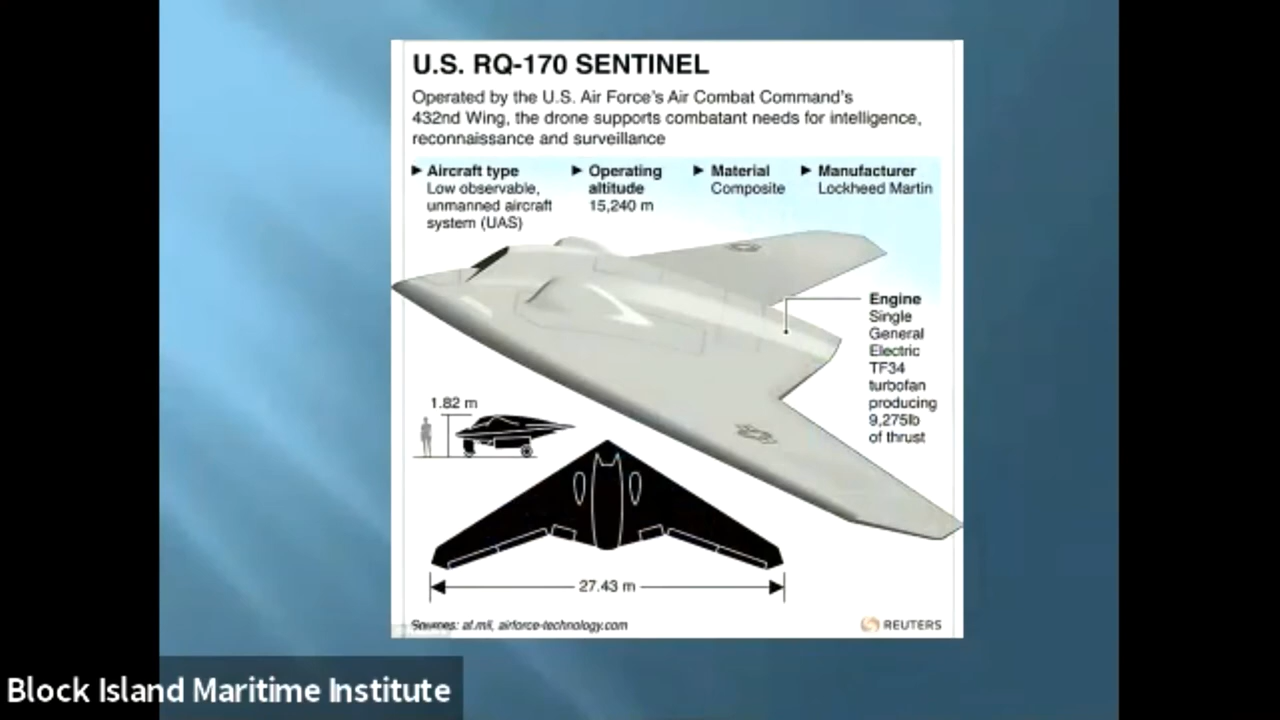 U.S. RQ-170 SENTINEL
Operated by the U.S. Air Force's Air Combat Command's
432nd Wing, the drone supports combatant needs for intelligence,
reconnaissance and surveillance
Aircraft type
Low observable,
unmanned aircraft
system (UAS)
Operating
altitude
15,240 m
Material
Composite
Manufacturer
Lockheed Martin
Engine
Single
General
Electric
TF34
turbofan
producing
9,275lb
of thrust
1.82 m
27.43 m
Sources: af.mil, airforce-technology.com
REUTERS
Block Island Maritime Institute